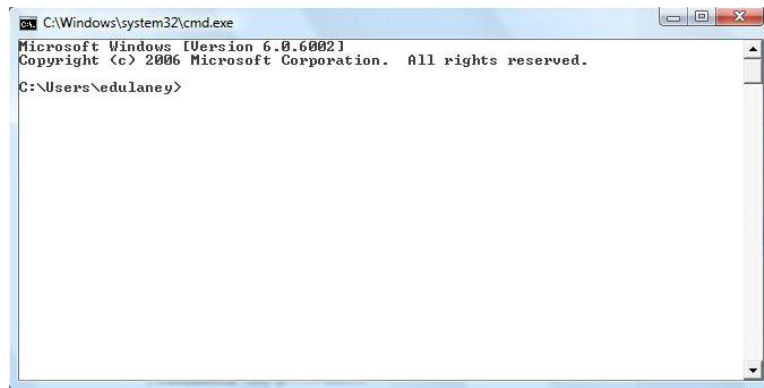 C:\Windows\system32\cmd.exe
Microsoft Windows [Version 6.0.6002]
Copyright (c) 2006 Microsoft Corporation.  All rights reserved.
C:\Users\edulaney>